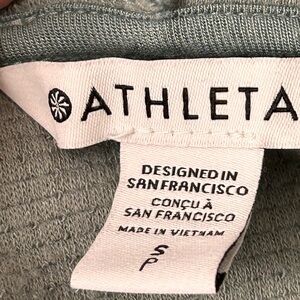 ATHLETA
DESIGNED IN
SAN FRANCISCO
CONÇU À
SAN FRANCISCO
MADE IN VIETNAM
S
P